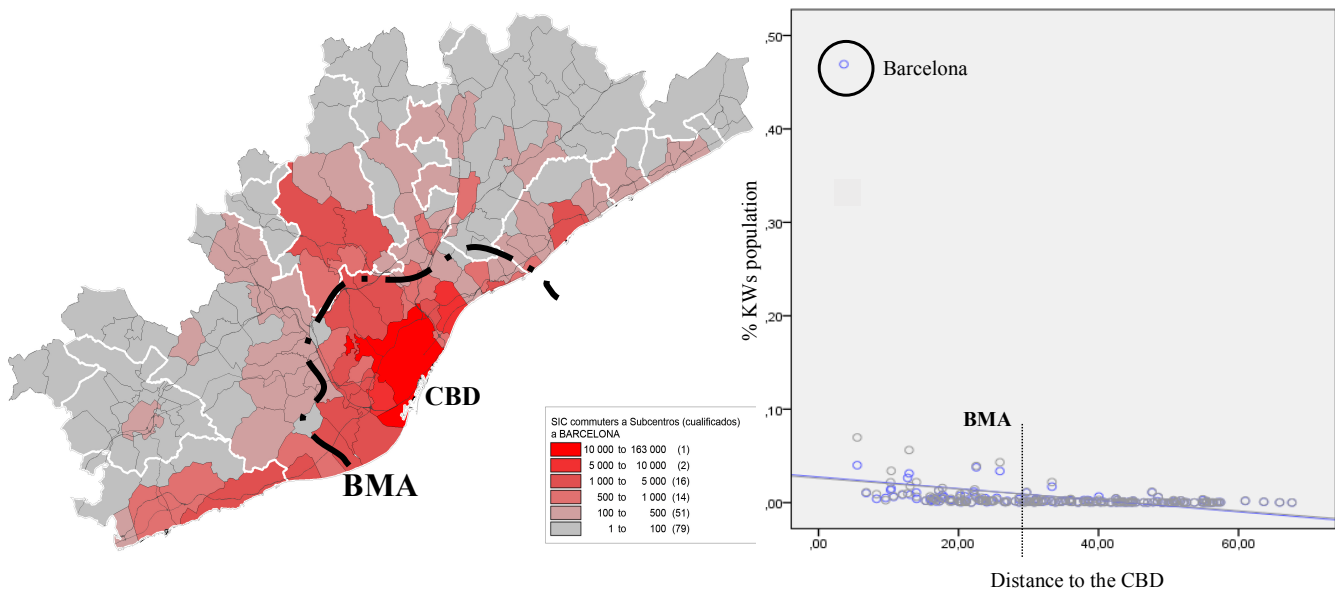 CBD
BMA
SIC commuters a Subcentros (cualificados)
a BARCELONA
10 000 to 163 000 (1)
5 000 to 10 000 (2)
1 000 to 5 000 (16)
500 to 1 000 (14)
100 to 500 (51)
1 to 100 (79)
% KWs population
,50
,40
,30
,20
,10
,00
Barcelona
BMA
,00
20,00
40,00
60,00
Distance to the CBD